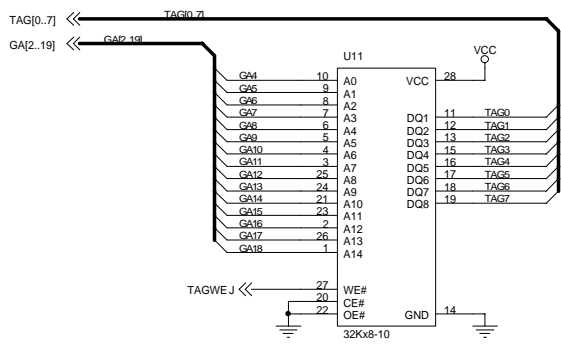 TAG[0..7] TAG[0..7]
GA[2..19] GA[2..19]
U11 VCC
GA4 10 A0 VCC 28
GA5 9 A1
GA6 8 A2
GA7 7 A3 DQ1 11 TAG0
GA8 6 A4 DQ2 12 TAG1
GA9 5 A5 DQ3 13 TAG2
GA10 4 A6 DQ4 15 TAG3
GA11 3 A7 DQ5 16 TAG4
GA12 25 A8 DQ6 17 TAG5
GA13 24 A9 DQ7 18 TAG6
GA14 21 A10 DQ8 19 TAG7
GA15 23 A11
GA16 2 A12
GA17 26 A13
GA18 1 A14
TAGWEJ 27 WE#
20 CE#
22 OE# GND 14
32Kx8-10